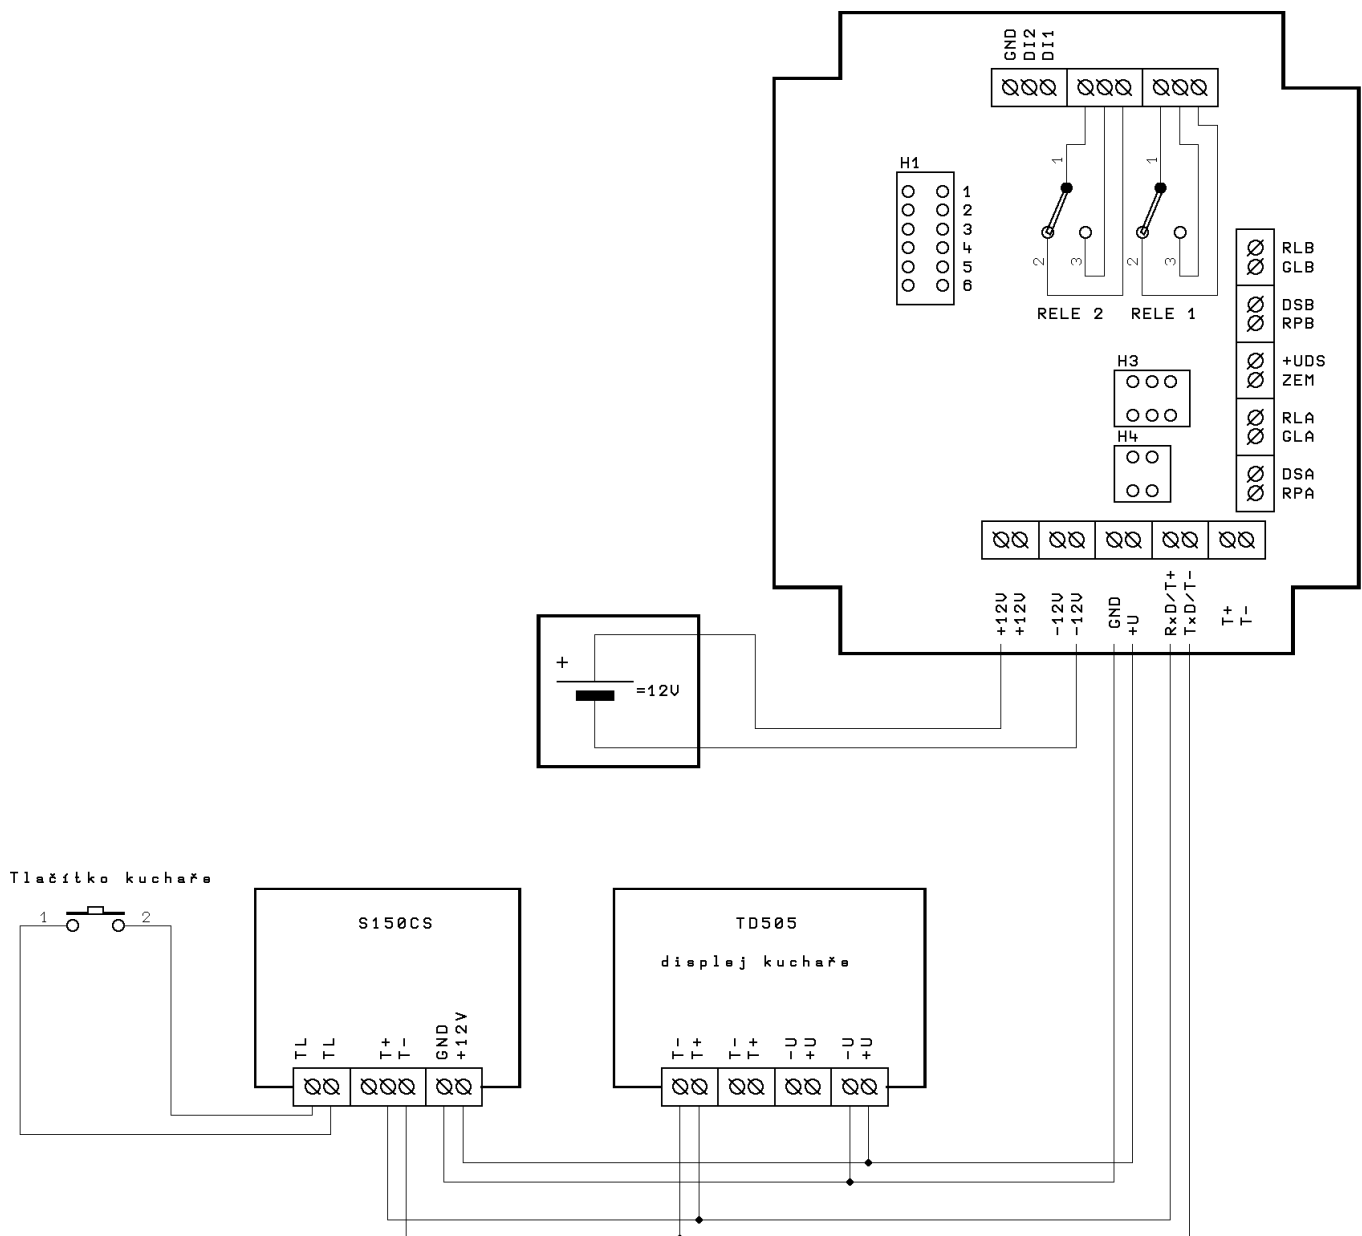 GND
DI2
DI1
H1
1
2
3
4
5
6
1
1
2
3
2
3
RELE 2
RELE 1
RLB
GLB
DSB
RPB
+UDS
ZEM
RLA
GLA
DSA
RPA
H3
H4
+12V
+12V
-12V
-12V
GND
+U
RxD/T+
TxD/T-
T+
T-
+
=12V
Tlačítko kuchaře
1
2
S150CS
TL
TL
T+
T-
GND
+12V
TD505
displej kuchaře
T-
T+
T-
T+
-U
+U
-U
+U